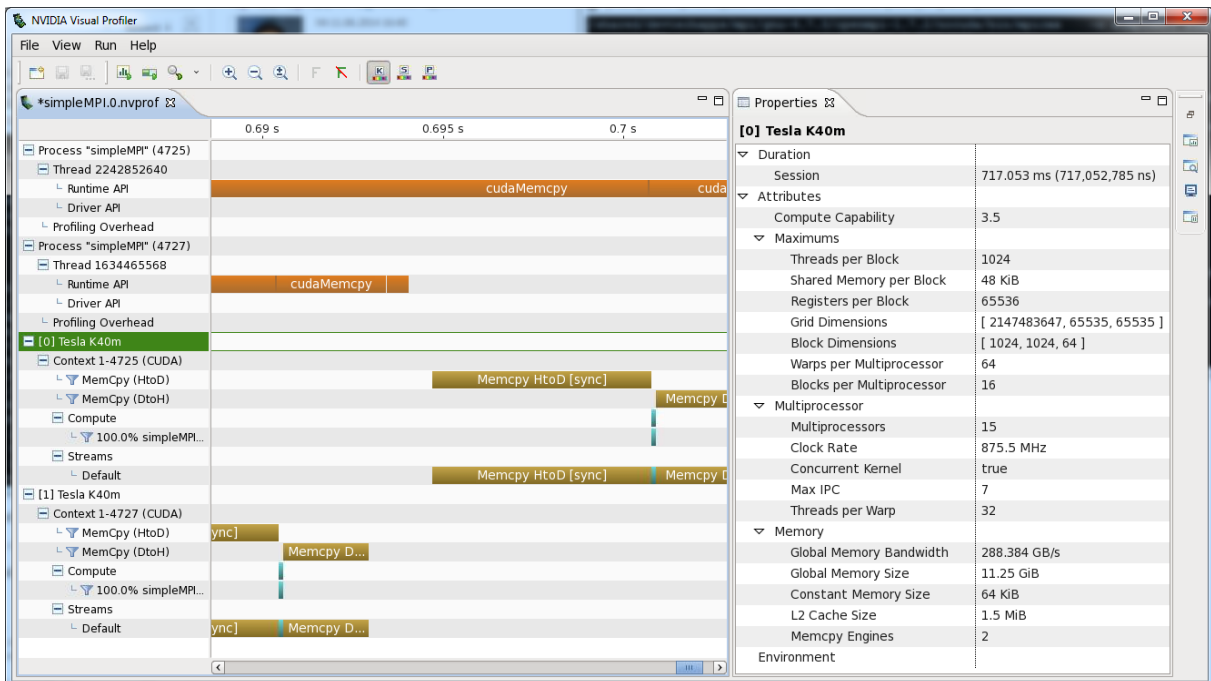 NVIDIA Visual Profiler
File View Run Help
*simpleMPI.0.nvprof
0.69 s 0.695 s 0.7 s
Process "simpleMPI" (4725)
Thread 2242852640
Runtime API cudaMemcpy cuda
Driver API
Profiling Overhead
Process "simpleMPI" (4727)
Thread 1634465568
Runtime API cudaMemcpy
Driver API
Profiling Overhead
[0] Tesla K40m
Context 1-4725 (CUDA)
MemCpy (HtoD) Memcpy HtoD [sync]
MemCpy (DtoH) Memcpy D
Compute
100.0% simpleMPI...
Streams
Default Memcpy HtoD [sync] Memcpy D
[1] Tesla K40m
Context 1-4727 (CUDA)
MemCpy (HtoD) ync]
MemCpy (DtoH) Memcpy D...
Compute
100.0% simpleMPI...
Streams
Default ync] Memcpy D...
Properties
[0] Tesla K40m
Duration
Session 717.053 ms (717,052,785 ns)
Attributes
Compute Capability 3.5
Maximums
Threads per Block 1024
Shared Memory per Block 48 KiB
Registers per Block 65536
Grid Dimensions [ 2147483647, 65535, 65535 ]
Block Dimensions [ 1024, 1024, 64 ]
Warps per Multiprocessor 64
Blocks per Multiprocessor 16
Multiprocessor
Multiprocessors 15
Clock Rate 875.5 MHz
Concurrent Kernel true
Max IPC 7
Threads per Warp 32
Memory
Global Memory Bandwidth 288.384 GB/s
Global Memory Size 11.25 GiB
Constant Memory Size 64 KiB
L2 Cache Size 1.5 MiB
Memcpy Engines 2
Environment